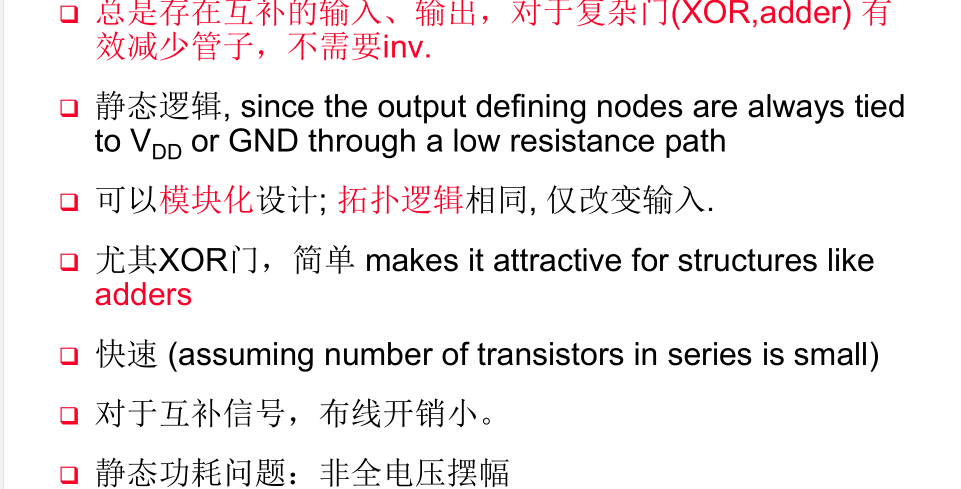 总是存在互补的输入、输出，对于复杂门(XOR,adder) 有
效减少管子，不需要inv.
静态逻辑, since the output defining nodes are always tied
to VDD or GND through a low resistance path
可以模块化设计; 拓扑逻辑相同, 仅改变输入.
尤其XOR门，简单 makes it attractive for structures like
adders
快速 (assuming number of transistors in series is small)
对于互补信号，布线开销小。
静态功耗问题：非全电压摆幅